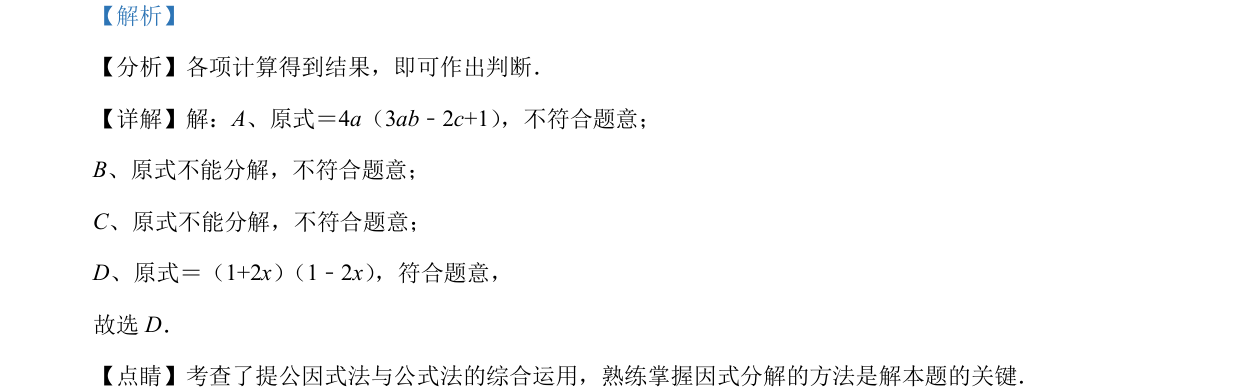 【解析】
【分析】各项计算得到结果，即可作出判断．
【详解】解：A、原式＝4a（3ab﹣2c+1），不符合题意；
B、原式不能分解，不符合题意；
C、原式不能分解，不符合题意；
D、原式＝（1+2x）（1﹣2x），符合题意，
故选 D．
【点睛】考查了提公因式法与公式法的综合运用，熟练掌握因式分解的方法是解本题的关键．